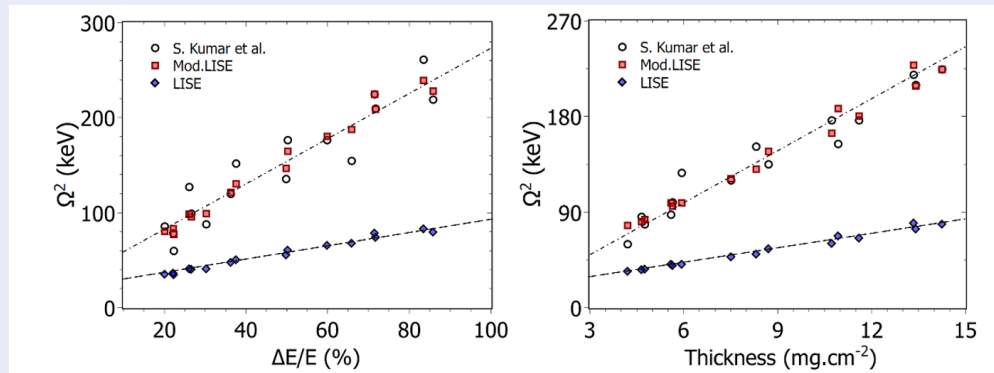 300
200
100
0
Ω² (keV)
S. Kumar et al.
Mod.LISE
LISE
20 40 60 80 100
ΔE/E (%)
270
180
90
0
Ω² (keV)
S. Kumar et al.
Mod.LISE
LISE
3 6 9 12 15
Thickness (mg.cm⁻²)